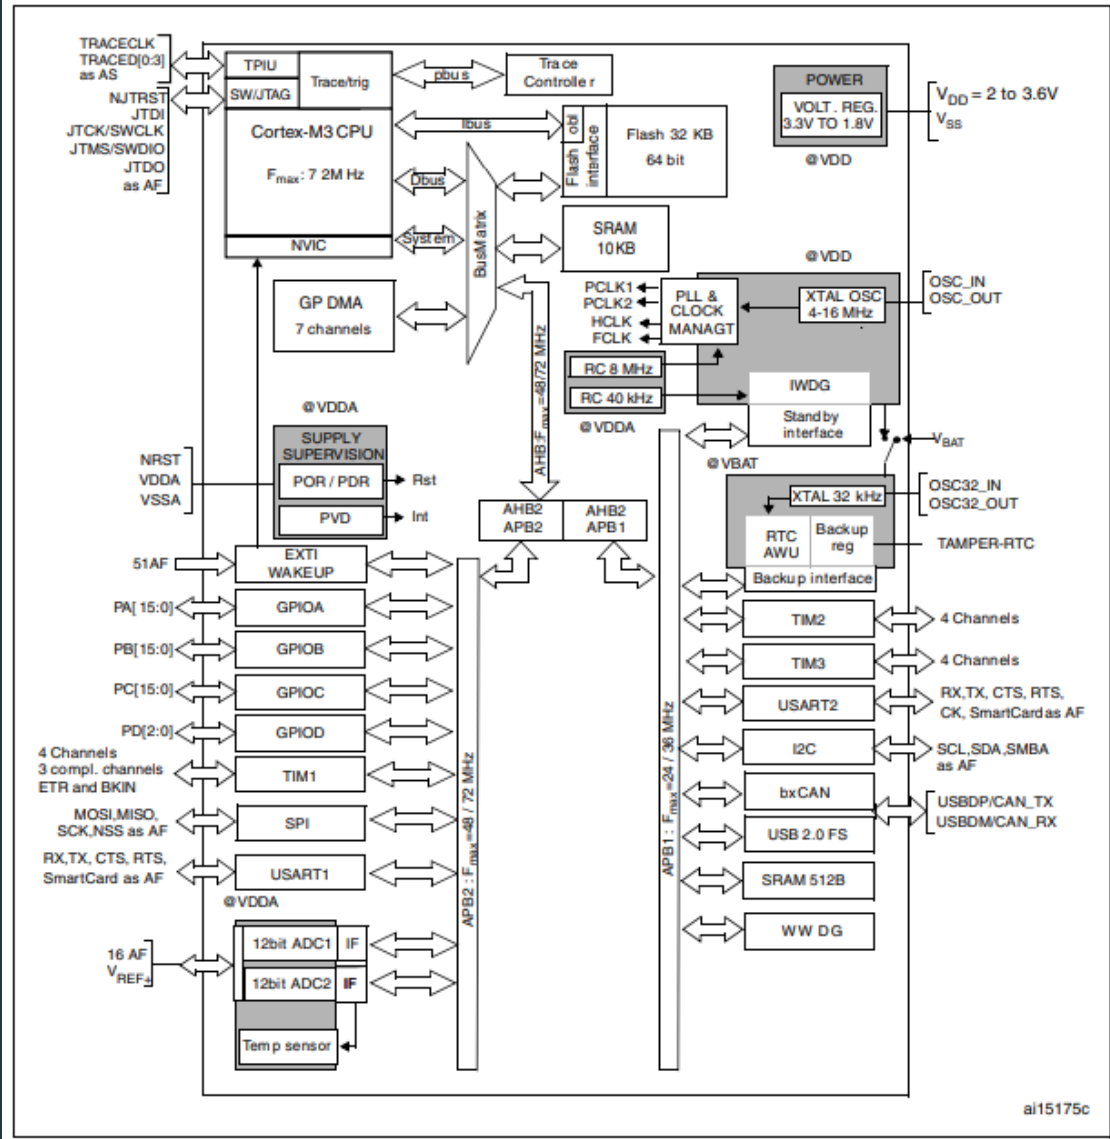 TRACECLK
TRACED[0:3]
as AS
NJTRST
JTDI
JTCK/SWCLK
JTMS/SWDIO
JTDO
as AF
TPIU
SW/JTAG
Trace/trig
pbus
Trace
Controller
Cortex-M3 CPU
Fmax: 7 2M Hz
NVIC
Ibus
Dbus
System
BusMatrix
Flash obl
interface
Flash 32 KB
64 bit
SRAM
10KB
GP DMA
7 channels
POWER
VOLT. REG.
3.3V TO 1.8V
@VDD
VDD = 2 to 3.6V
VSS
@VDD
PCLK1
PCLK2
HCLK
FCLK
PLL &
CLOCK
MANAGT
XTAL OSC
4-16 MHz
OSC_IN
OSC_OUT
RC 8 MHz
RC 40 kHz
@VDDA
IWDG
Standby
interface
VBAT
@VBAT
XTAL 32 kHz
OSC32_IN
OSC32_OUT
RTC
AWU
Backup
reg
TAMPER-RTC
Backup interface
AHB:Fmax=48/72 MHz
@VDDA
SUPPLY
SUPERVISION
NRST
VDDA
VSSA
POR / PDR
Rst
PVD
Int
AHB2
APB2
AHB2
APB1
51AF
EXTI
WAKEUP
PA[ 15:0]
GPIOA
PB[15:0]
GPIOB
PC[15:0]
GPIOC
PD[2:0]
GPIOD
4 Channels
3 compl. channels
ETR and BKIN
TIM1
MOSI,MISO,
SCK,NSS as AF
SPI
RX,TX, CTS, RTS,
SmartCard as AF
USART1
@VDDA
16 AF
VREF+
12bit ADC1
IF
12bit ADC2
IF
Temp sensor
APB2 : Fmax=48 / 72 MHz
APB1 : Fmax=24 / 36 MHz
TIM2
4 Channels
TIM3
4 Channels
USART2
RX,TX, CTS, RTS,
CK, SmartCard as AF
I2C
SCL,SDA,SMBA
as AF
bxCAN
USBDP/CAN_TX
USBDM/CAN_RX
USB 2.0 FS
SRAM 512B
WW DG
ai15175c